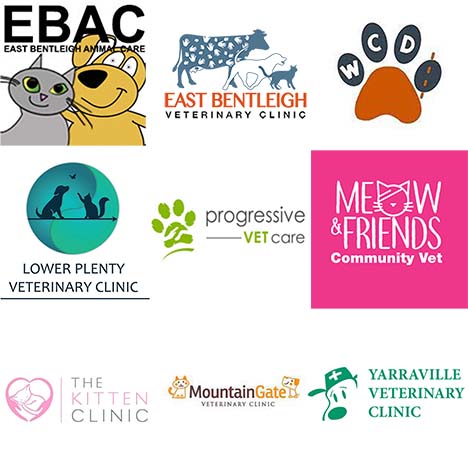 EBAC
EAST BENTLEIGH ANIMAL CARE
EAST BENTLEIGH
VETERINARY CLINIC
W C D
LOWER PLENTY
VETERINARY CLINIC
progressive
VET care
MEOW
& FRIENDS
Community Vet
THE
KITTEN
CLINIC
MountainGate
VETERINARY CLINIC
YARRAVILLE
VETERINARY
CLINIC